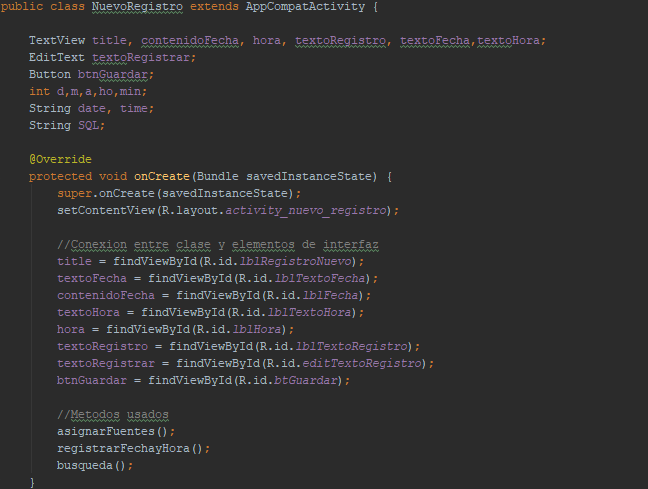 public class NuevoRegistro extends AppCompatActivity {
TextView title, contenidoFecha, hora, textoRegistro, textoFecha,textoHora;
EditText textoRegistrar;
Button btnGuardar;
int d,m,a,ho,min;
String date, time;
String SQL;
@Override
protected void onCreate(Bundle savedInstanceState) {
super.onCreate(savedInstanceState);
setContentView(R.layout.activity_nuevo_registro);
//Conexion entre clase y elementos de interfaz
title = findViewById(R.id.lblRegistroNuevo);
textoFecha = findViewById(R.id.lblTextoFecha);
contenidoFecha = findViewById(R.id.lblFecha);
textoHora = findViewById(R.id.lblTextoHora);
hora = findViewById(R.id.lblHora);
textoRegistro = findViewById(R.id.lblTextoRegistro);
textoRegistrar = findViewById(R.id.editTextoRegistro);
btnGuardar = findViewById(R.id.btGuardar);
//Metodos usados
asignarFuentes();
registrarFechayHora();
busqueda();
}